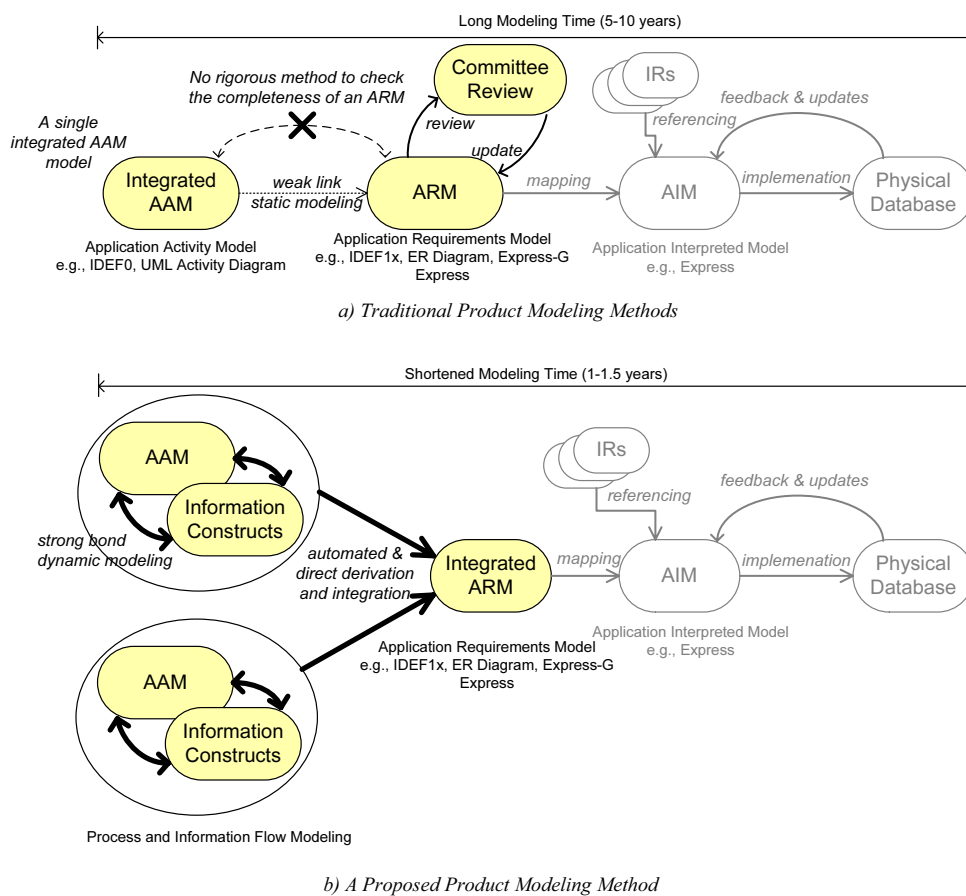 Long Modeling Time (5-10 years)
No rigorous method to check
the completeness of an ARM
Committee
Review
IRs
feedback & updates
A single
integrated AAM
model
review
referencing
update
Integrated
AAM
weak link
static modeling
ARM
mapping
AIM
implemenation
Physical
Database
Application Activity Model
e.g., IDEF0, UML Activity Diagram
Application Requirements Model
e.g., IDEF1x, ER Diagram, Express-G
Express
Application Interpreted Model
e.g., Express
a) Traditional Product Modeling Methods
Shortened Modeling Time (1-1.5 years)
AAM
Information
Constructs
strong bond
dynamic modeling
automated &
direct derivation
and integration
IRs
referencing
feedback & updates
Integrated
ARM
mapping
AIM
implemenation
Physical
Database
Application Requirements Model
e.g., IDEF1x, ER Diagram, Express-G
Express
Application Interpreted Model
e.g., Express
AAM
Information
Constructs
Process and Information Flow Modeling
b) A Proposed Product Modeling Method